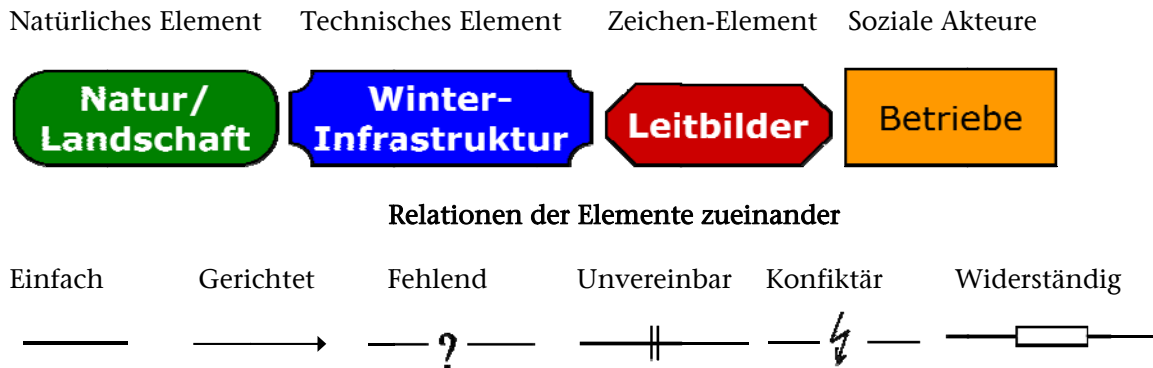 Natürliches Element Technisches Element Zeichen-Element Soziale Akteure
Natur/
Landschaft
Winter-
Infrastruktur
Leitbilder
Betriebe
Relationen der Elemente zueinander
Einfach Gerichtet Fehlend Unvereinbar Konfiktär Widerständig
?